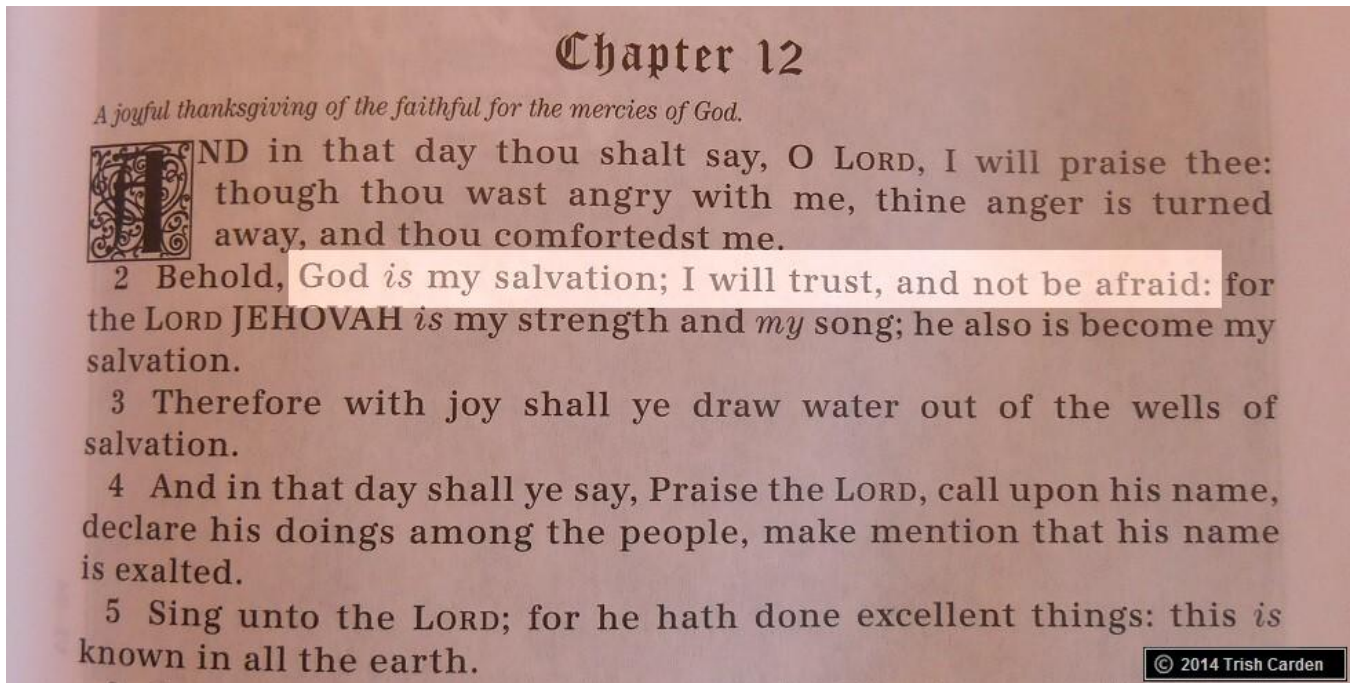 Chapter 12
A joyful thanksgiving of the faithful for the mercies of God.
AND in that day thou shalt say, O LORD, I will praise thee:
though thou wast angry with me, thine anger is turned
away, and thou comfortedst me.
2 Behold, God is my salvation; I will trust, and not be afraid: for
the LORD JEHOVAH is my strength and my song; he also is become my
salvation.
3 Therefore with joy shall ye draw water out of the wells of
salvation.
4 And in that day shall ye say, Praise the LORD, call upon his name,
declare his doings among the people, make mention that his name
is exalted.
5 Sing unto the LORD; for he hath done excellent things: this is
known in all the earth.
© 2014 Trish Carden